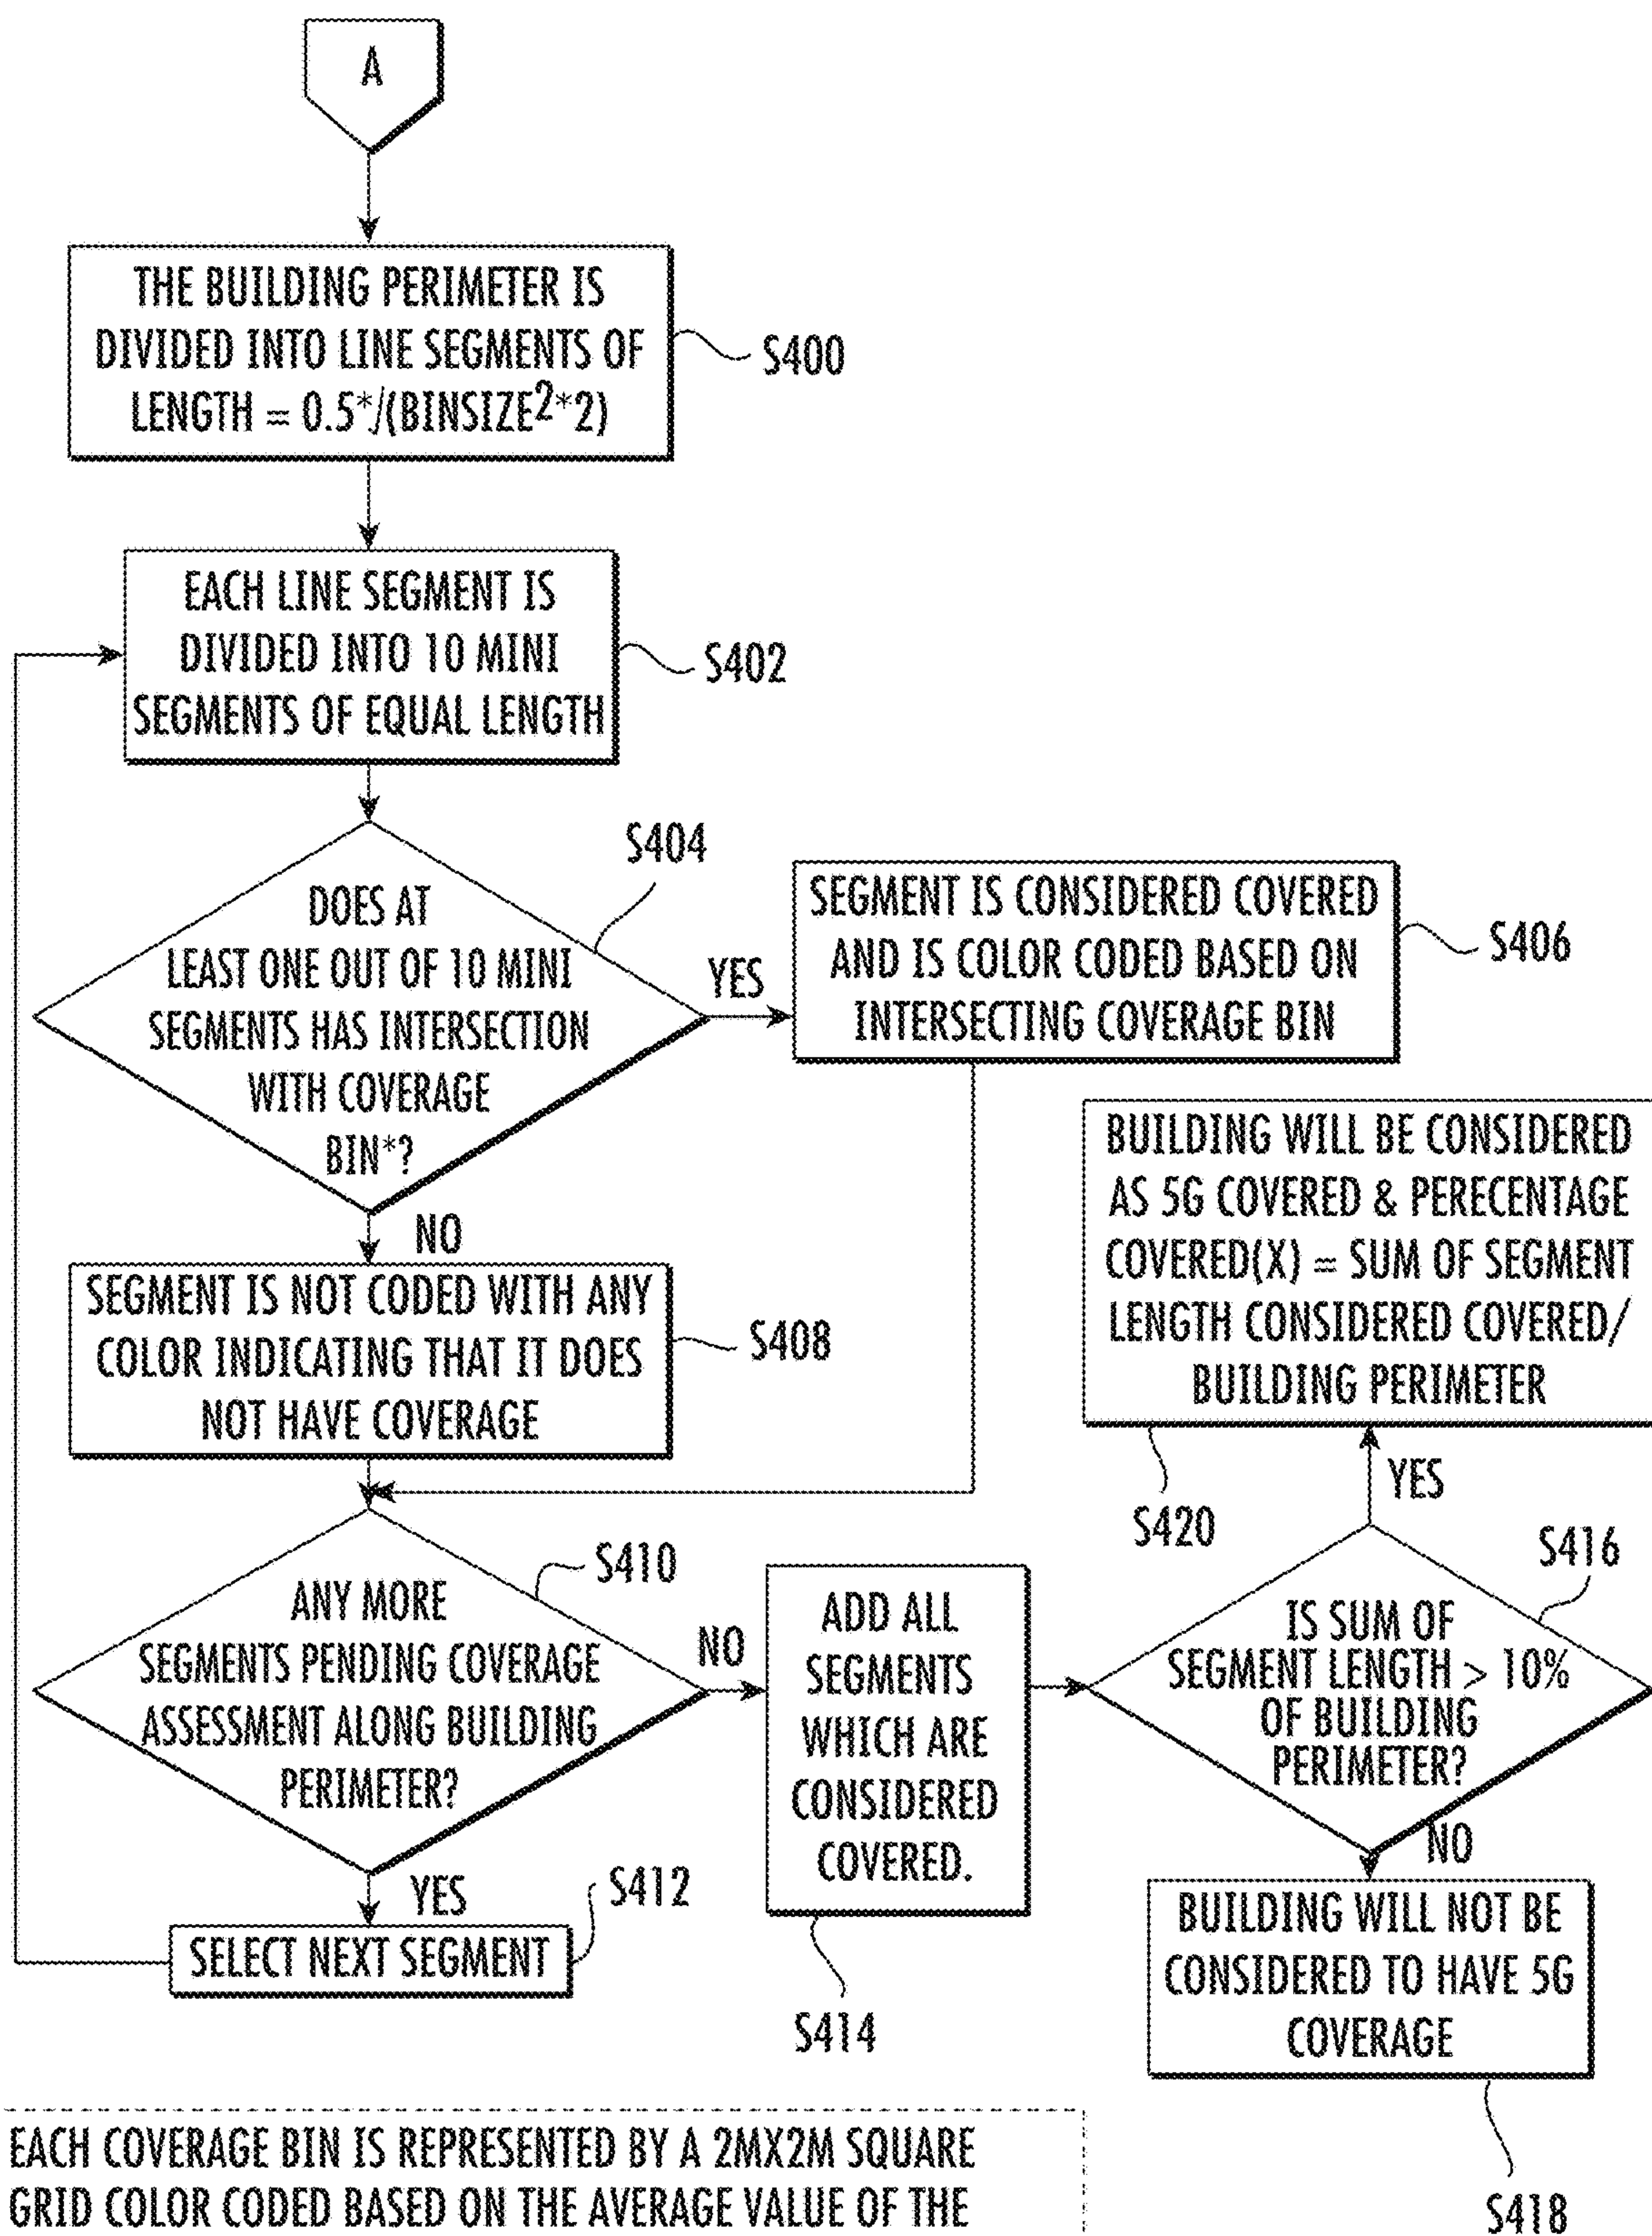 A
THE BUILDING PERIMETER IS
DIVIDED INTO LINE SEGMENTS OF
LENGTH = 0.5*√(BINSIZE²*2)
S400
EACH LINE SEGMENT IS
DIVIDED INTO 10 MINI
SEGMENTS OF EQUAL LENGTH
S402
S404
DOES AT
LEAST ONE OUT OF 10 MINI
SEGMENTS HAS INTERSECTION
WITH COVERAGE
BIN*?
YES
SEGMENT IS CONSIDERED COVERED
AND IS COLOR CODED BASED ON
INTERSECTING COVERAGE BIN
S406
NO
SEGMENT IS NOT CODED WITH ANY
COLOR INDICATING THAT IT DOES
NOT HAVE COVERAGE
S408
BUILDING WILL BE CONSIDERED
AS 5G COVERED & PERECENTAGE
COVERED(X) = SUM OF SEGMENT
LENGTH CONSIDERED COVERED/
BUILDING PERIMETER
S420
YES
S410
ANY MORE
SEGMENTS PENDING COVERAGE
ASSESSMENT ALONG BUILDING
PERIMETER?
NO
ADD ALL
SEGMENTS
WHICH ARE
CONSIDERED
COVERED.
S414
S416
IS SUM OF
SEGMENT LENGTH > 10%
OF BUILDING
PERIMETER?
NO
YES
SELECT NEXT SEGMENT
S412
BUILDING WILL NOT BE
CONSIDERED TO HAVE 5G
COVERAGE
S418
EACH COVERAGE BIN IS REPRESENTED BY A 2MX2M SQUARE
GRID COLOR CODED BASED ON THE AVERAGE VALUE OF THE